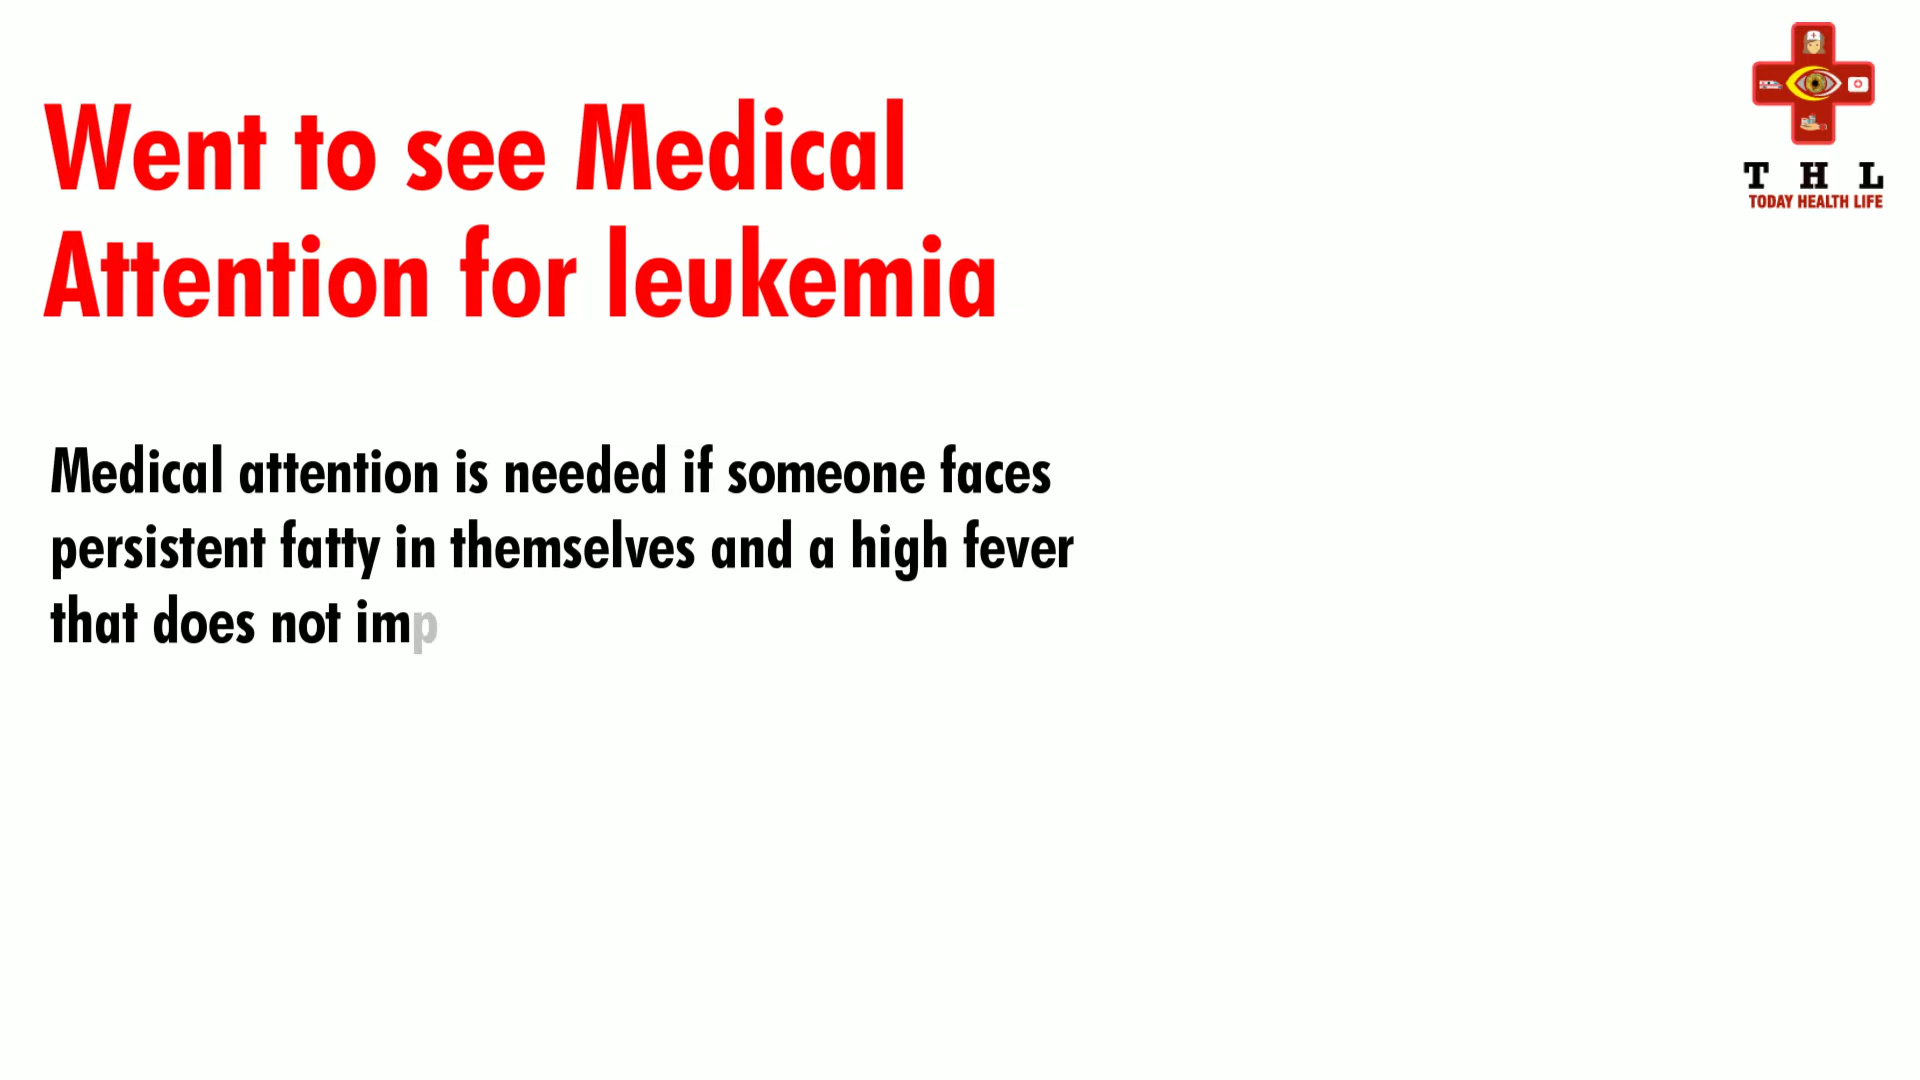 Went to see Medical
Attention for leukemia
Medical attention is needed if someone faces
persistent fatty in themselves and a high fever
that does not imp
T H L
TODAY HEALTH LIFE